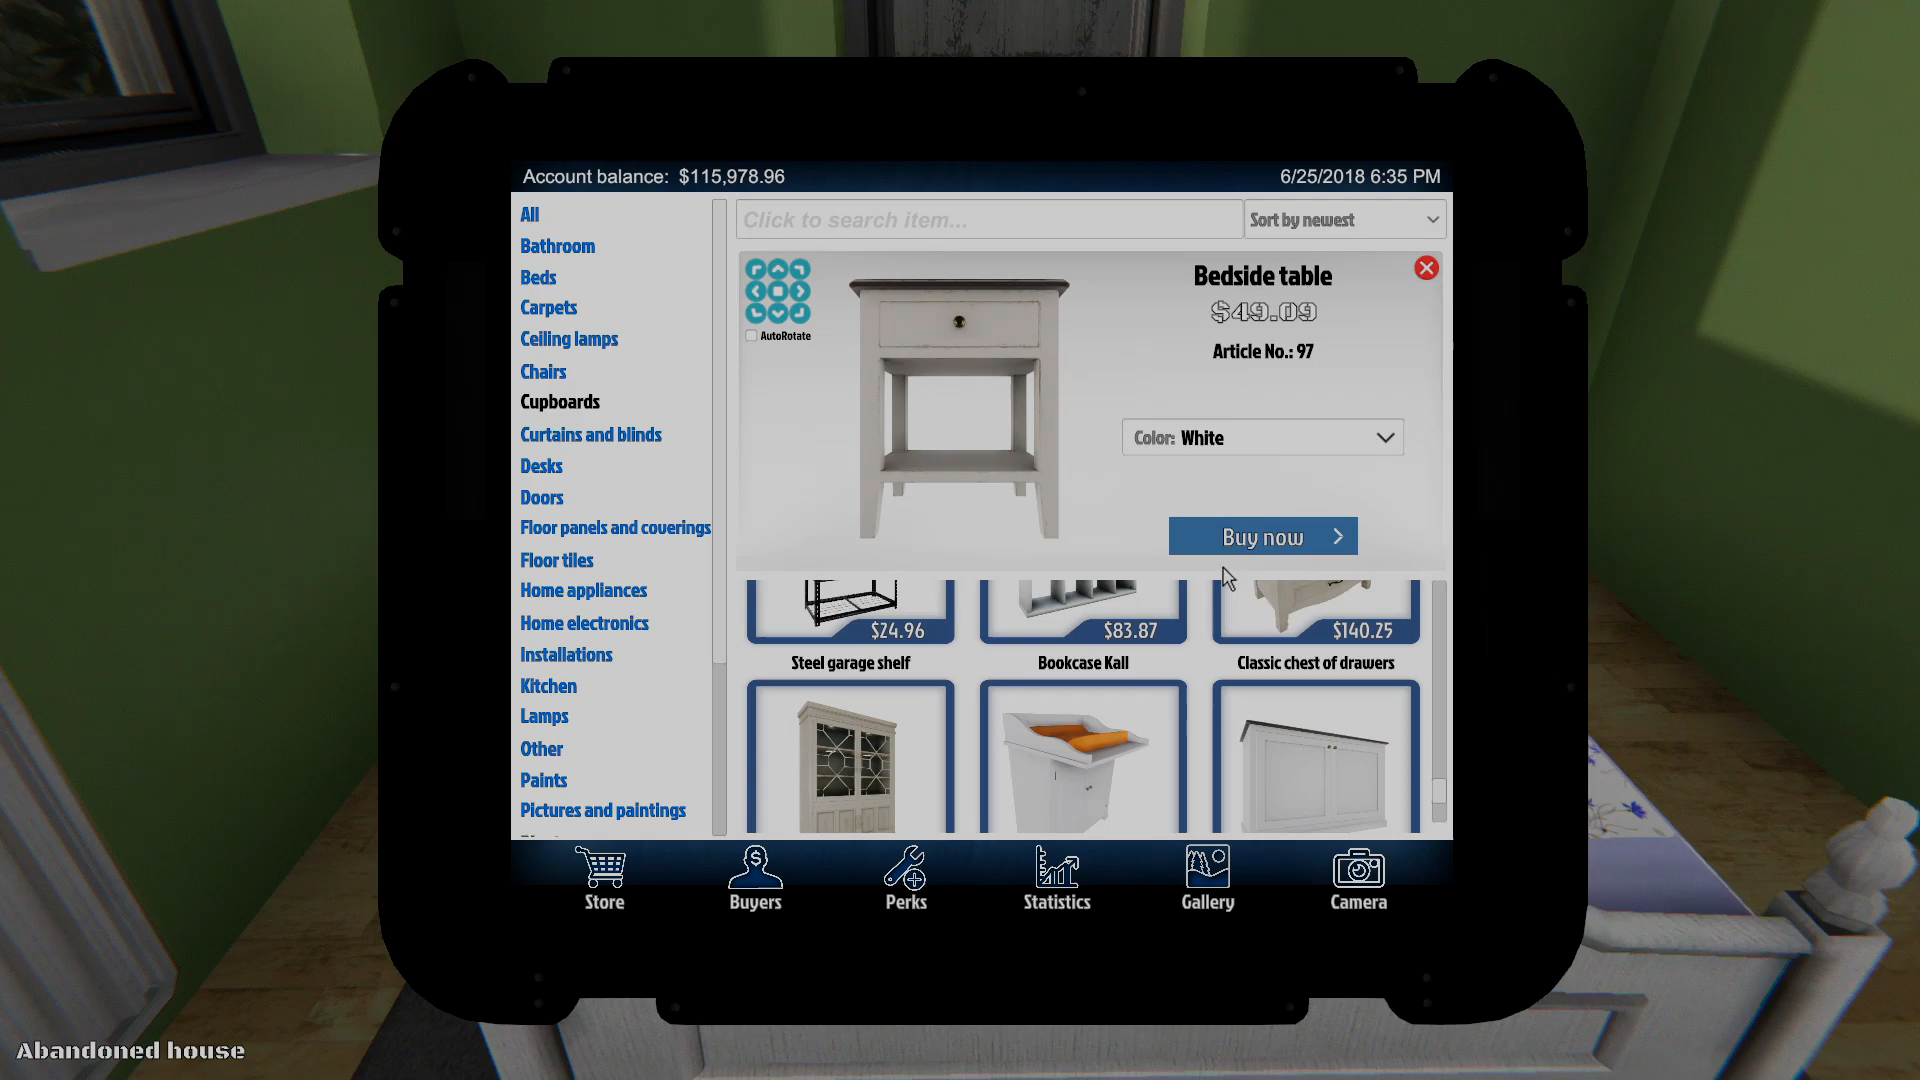 Account balance: $115,978.96
6/25/2018 6:35 PM
All
Bathroom
Beds
Carpets
Ceiling lamps
Chairs
Cupboards
Curtains and blinds
Desks
Doors
Floor panels and coverings
Floor tiles
Home appliances
Home electronics
Installations
Kitchen
Lamps
Other
Paints
Pictures and paintings
Click to search item...
Sort by newest
AutoRotate
Bedside table
$49.09
Article No.: 97
Color: White
Buy now
$24.96
$83.87
$140.25
Steel garage shelf
Bookcase Kall
Classic chest of drawers
Store
Buyers
Perks
Statistics
Gallery
Camera
Abandoned house